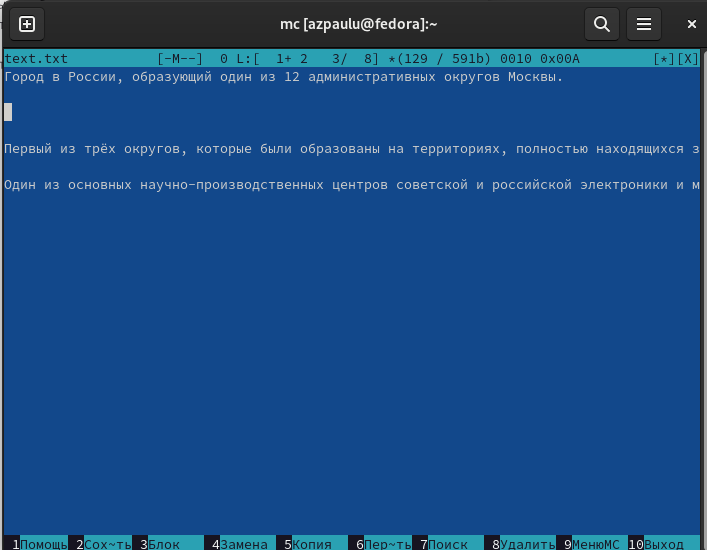 mc [azpaulu@fedora]:~
text.txt [-M--] 0 L:[ 1+ 2 3/ 8] *(129 / 591b) 0010 0x00A [*][X]
Город в России, образующий один из 12 административных округов Москвы.
Первый из трёх округов, которые были образованы на территориях, полностью находящихся з
Один из основных научно-производственных центров советской и российской электроники и м
1Помощь 2Сох~ть 3Блок 4Замена 5Копия 6Пер~ть 7Поиск 8Удалить 9МенюМС 10Выход